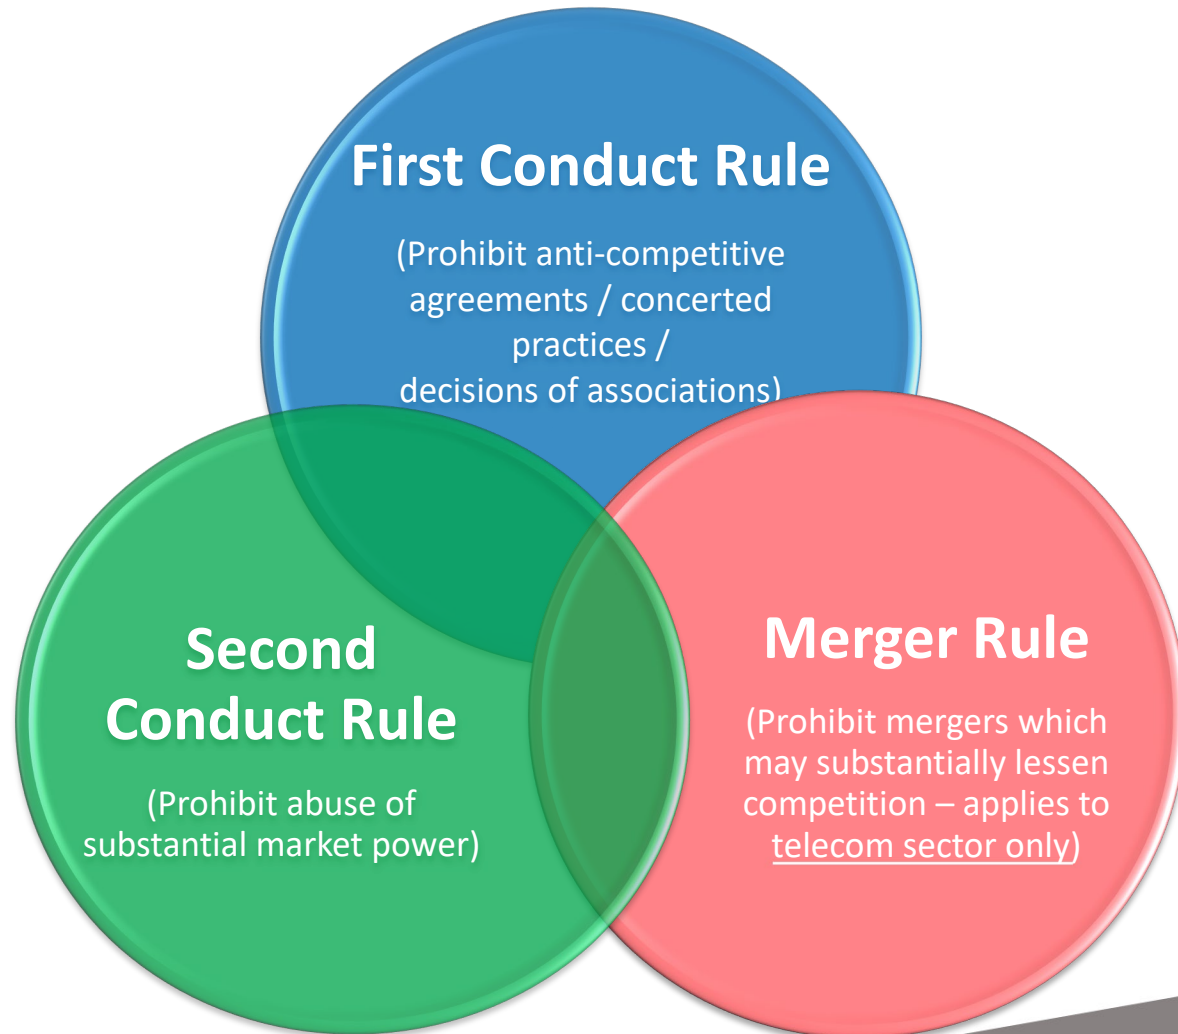 First Conduct Rule
(Prohibit anti-competitive
agreements / concerted
practices /
decisions of associations)
Second
Conduct Rule
(Prohibit abuse of
substantial market power)
Merger Rule
(Prohibit mergers which
may substantially lessen
competition – applies to
telecom sector only)